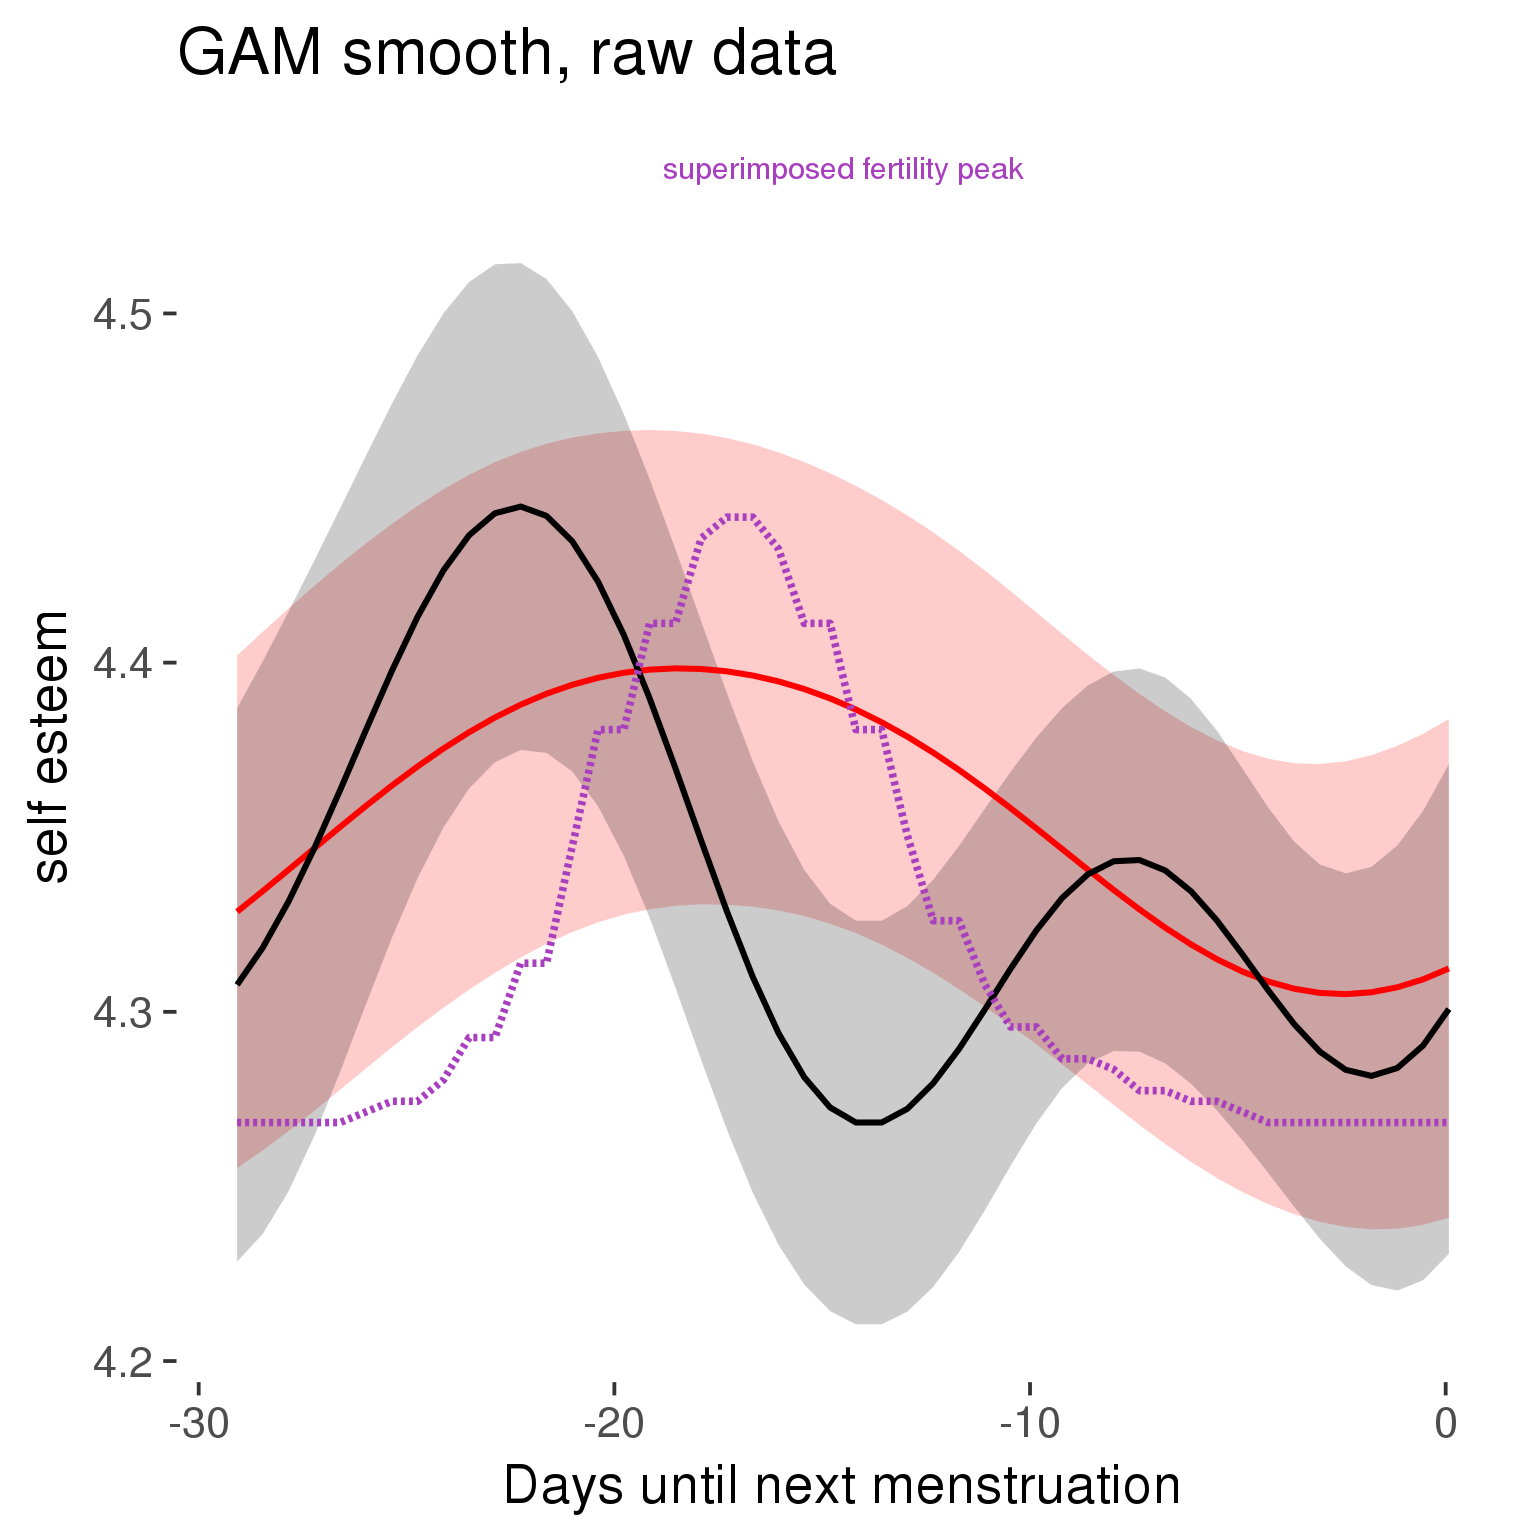 GAM smooth, raw data
superimposed fertility peak
4.5
4.4
4.3
4.2
self esteem
-30 -20 -10 0
Days until next menstruation